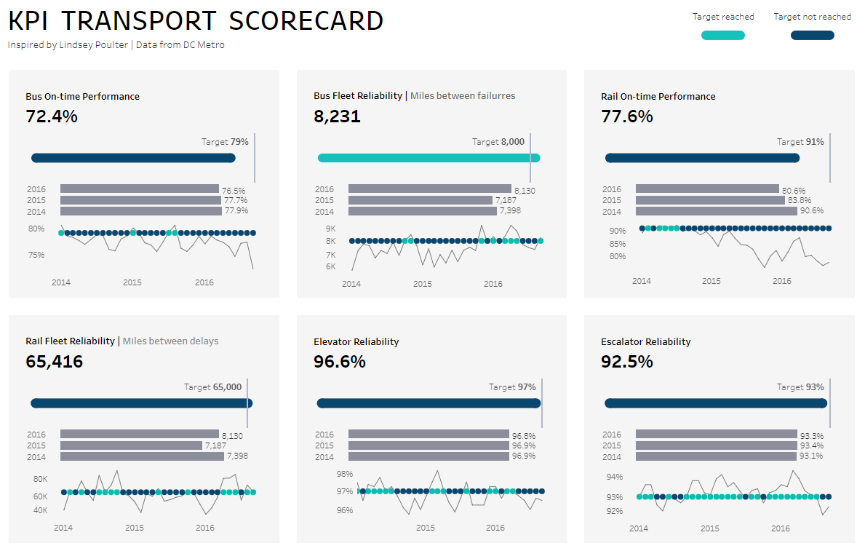 KPI TRANSPORT SCORECARD
Inspired by Lindsey Poulter | Data from DC Metro
Target reached
Target not reached
Bus On-time Performance
72.4%
Target 79%
2016 76.5%
2015 77.7%
2014 77.9%
80%
75%
2014 2015 2016
Bus Fleet Reliability | Miles between failurres
8,231
Target 8,000
2016 8,130
2015 7,187
2014 7,398
9K
8K
7K
6K
2014 2015 2016
Rail On-time Performance
77.6%
Target 91%
2016 80.6%
2015 83.8%
2014 90.6%
90%
85%
80%
2014 2015 2016
Rail Fleet Reliability | Miles between delays
65,416
Target 65,000
2016 8,130
2015 7,187
2014 7,398
80K
60K
40K
2014 2015 2016
Elevator Reliability
96.6%
Target 97%
2016 96.8%
2015 96.9%
2014 96.9%
98%
97%
96%
2015 2016
Escalator Reliability
92.5%
Target 93%
2016 93.3%
2015 93.4%
2014 93.1%
94%
93%
92%
2014 2015 2016